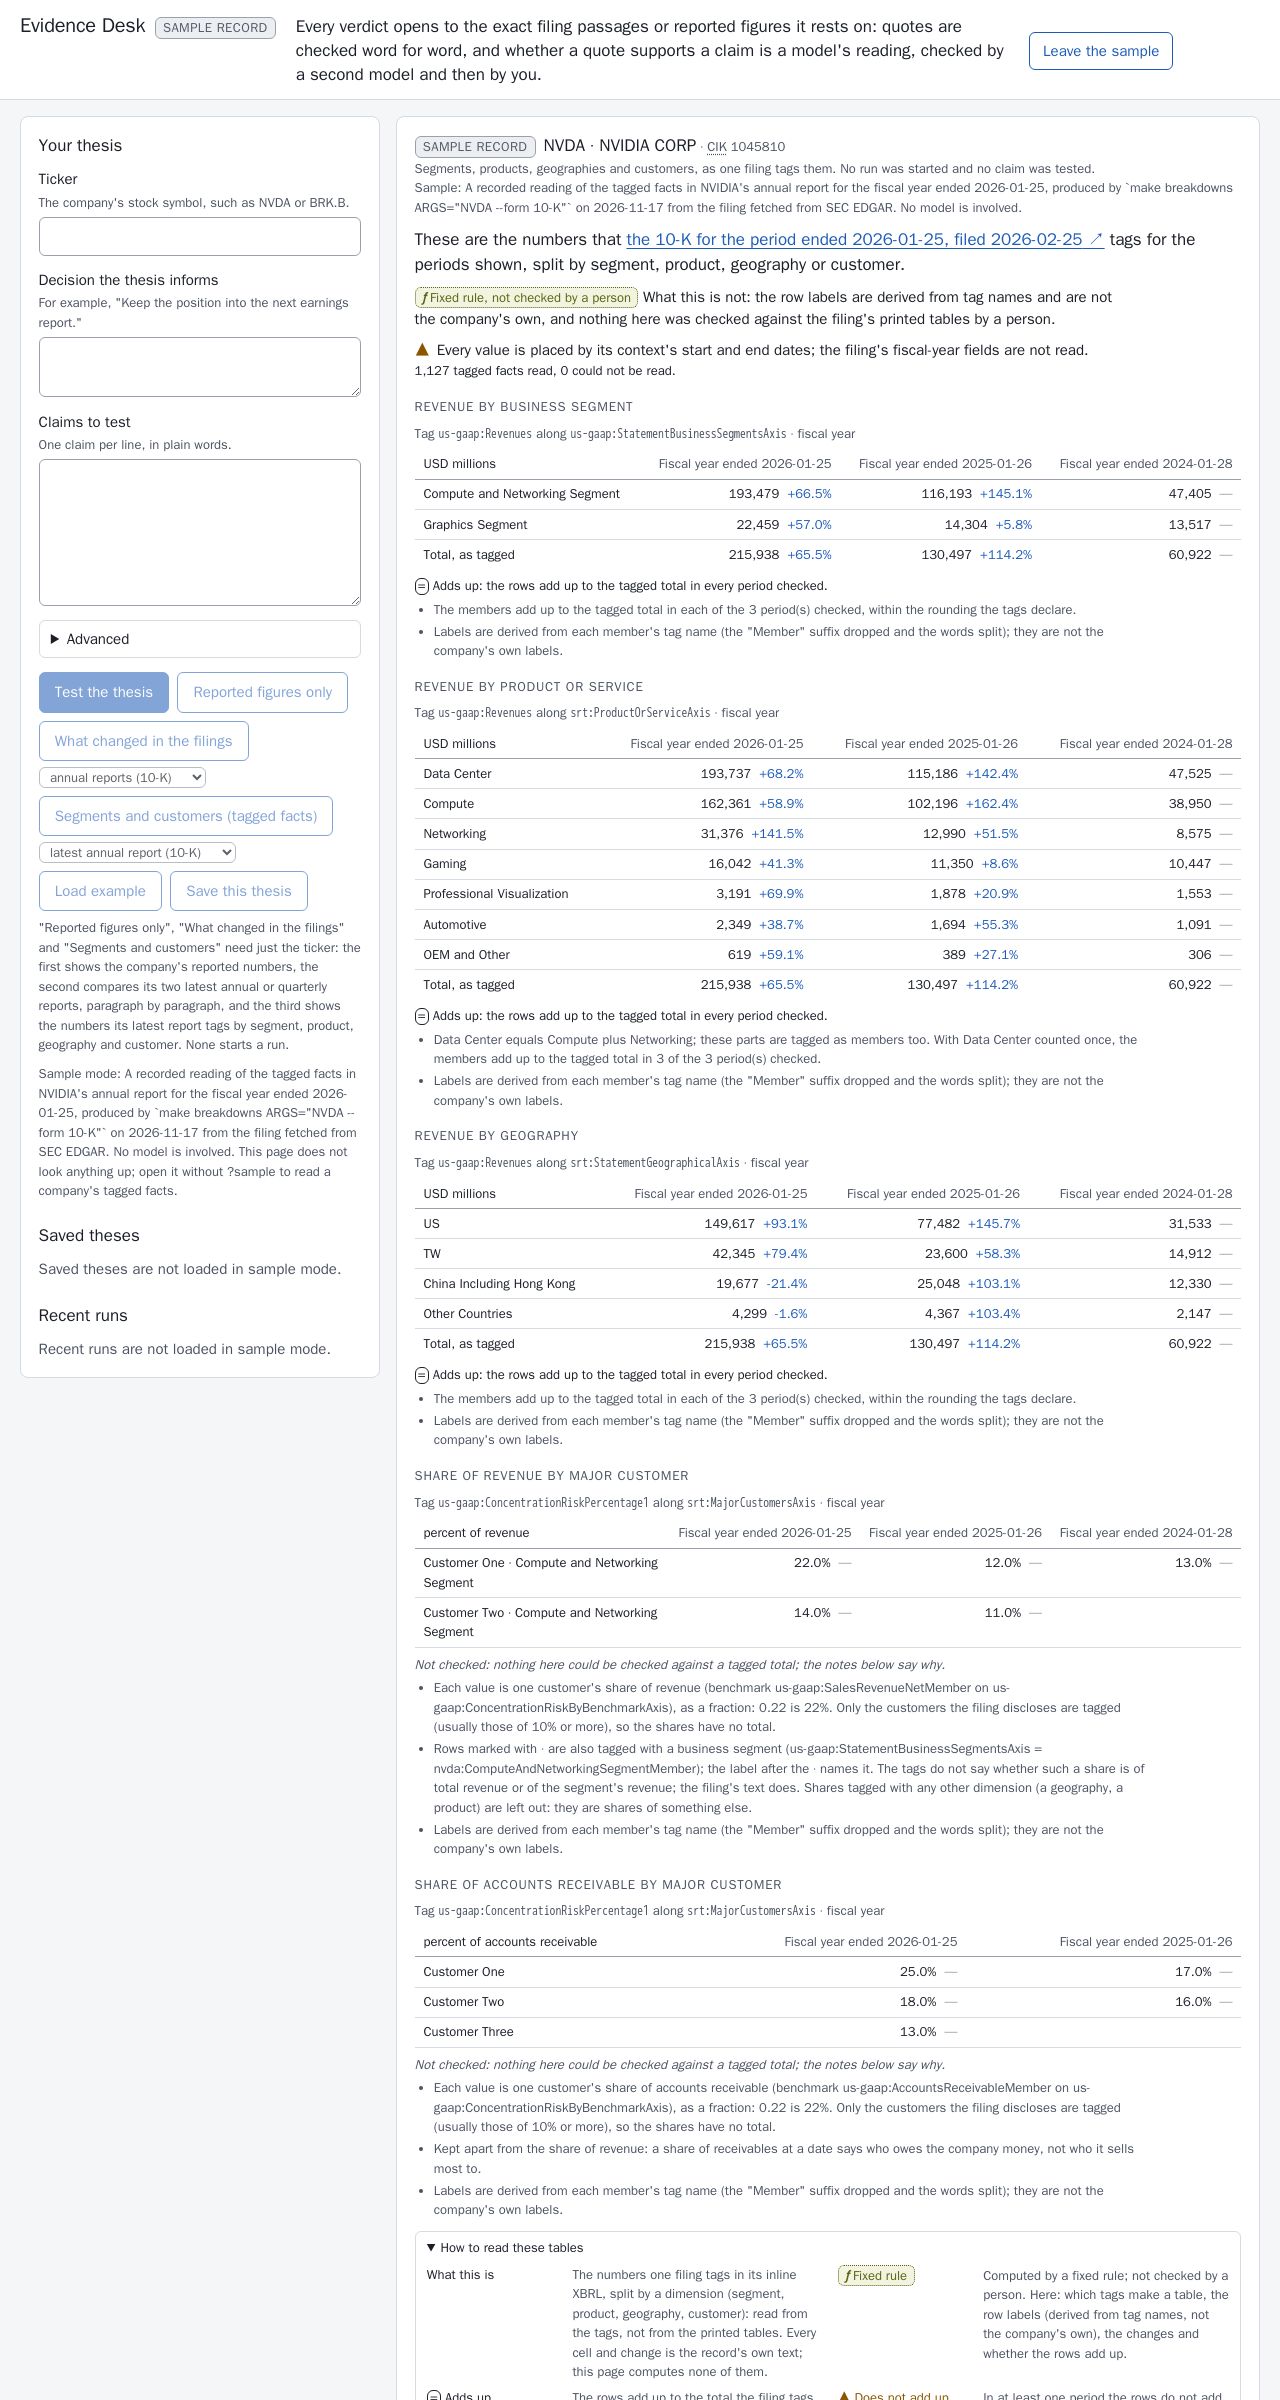 Evidence Desk SAMPLE RECORD
Every verdict opens to the exact filing passages or reported figures it rests on: quotes are
checked word for word, and whether a quote supports a claim is a model's reading, checked by
a second model and then by you.
Leave the sample
Your thesis
Ticker
The company's stock symbol, such as NVDA or BRK.B.
Decision the thesis informs
For example, "Keep the position into the next earnings
report."
Claims to test
One claim per line, in plain words.
▶ Advanced
Test the thesis
Reported figures only
What changed in the filings
annual reports (10-K)
Segments and customers (tagged facts)
latest annual report (10-K)
Load example
Save this thesis
"Reported figures only", "What changed in the filings"
and "Segments and customers" need just the ticker: the
first shows the company's reported numbers, the
second compares its two latest annual or quarterly
reports, paragraph by paragraph, and the third shows
the numbers its latest report tags by segment, product,
geography and customer. None starts a run.
Sample mode: A recorded reading of the tagged facts in
NVIDIA's annual report for the fiscal year ended 2026-
01-25, produced by `make breakdowns ARGS="NVDA --
form 10-K"` on 2026-11-17 from the filing fetched from
SEC EDGAR. No model is involved. This page does not
look anything up; open it without ?sample to read a
company's tagged facts.
Saved theses
Saved theses are not loaded in sample mode.
Recent runs
Recent runs are not loaded in sample mode.
SAMPLE RECORD NVDA · NVIDIA CORP · CIK 1045810
Segments, products, geographies and customers, as one filing tags them. No run was started and no claim was tested.
Sample: A recorded reading of the tagged facts in NVIDIA's annual report for the fiscal year ended 2026-01-25, produced by `make breakdowns
ARGS="NVDA --form 10-K"` on 2026-11-17 from the filing fetched from SEC EDGAR. No model is involved.
These are the numbers that the 10-K for the period ended 2026-01-25, filed 2026-02-25 ↗ tags for the
periods shown, split by segment, product, geography or customer.
ƒ Fixed rule, not checked by a person What this is not: the row labels are derived from tag names and are not
the company's own, and nothing here was checked against the filing's printed tables by a person.
▲ Every value is placed by its context's start and end dates; the filing's fiscal-year fields are not read.
1,127 tagged facts read, 0 could not be read.
REVENUE BY BUSINESS SEGMENT
Tag us-gaap:Revenues along us-gaap:StatementBusinessSegmentsAxis · fiscal year
USD millions Fiscal year ended 2026-01-25 Fiscal year ended 2025-01-26 Fiscal year ended 2024-01-28
Compute and Networking Segment 193,479 +66.5% 116,193 +145.1% 47,405 —
Graphics Segment 22,459 +57.0% 14,304 +5.8% 13,517 —
Total, as tagged 215,938 +65.5% 130,497 +114.2% 60,922 —
= Adds up: the rows add up to the tagged total in every period checked.
• The members add up to the tagged total in each of the 3 period(s) checked, within the rounding the tags declare.
• Labels are derived from each member's tag name (the "Member" suffix dropped and the words split); they are not the
company's own labels.
REVENUE BY PRODUCT OR SERVICE
Tag us-gaap:Revenues along srt:ProductOrServiceAxis · fiscal year
USD millions Fiscal year ended 2026-01-25 Fiscal year ended 2025-01-26 Fiscal year ended 2024-01-28
Data Center 193,737 +68.2% 115,186 +142.4% 47,525 —
Compute 162,361 +58.9% 102,196 +162.4% 38,950 —
Networking 31,376 +141.5% 12,990 +51.5% 8,575 —
Gaming 16,042 +41.3% 11,350 +8.6% 10,447 —
Professional Visualization 3,191 +69.9% 1,878 +20.9% 1,553 —
Automotive 2,349 +38.7% 1,694 +55.3% 1,091 —
OEM and Other 619 +59.1% 389 +27.1% 306 —
Total, as tagged 215,938 +65.5% 130,497 +114.2% 60,922 —
= Adds up: the rows add up to the tagged total in every period checked.
• Data Center equals Compute plus Networking; these parts are tagged as members too. With Data Center counted once, the
members add up to the tagged total in 3 of the 3 period(s) checked.
• Labels are derived from each member's tag name (the "Member" suffix dropped and the words split); they are not the
company's own labels.
REVENUE BY GEOGRAPHY
Tag us-gaap:Revenues along srt:StatementGeographicalAxis · fiscal year
USD millions Fiscal year ended 2026-01-25 Fiscal year ended 2025-01-26 Fiscal year ended 2024-01-28
US 149,617 +93.1% 77,482 +145.7% 31,533 —
TW 42,345 +79.4% 23,600 +58.3% 14,912 —
China Including Hong Kong 19,677 -21.4% 25,048 +103.1% 12,330 —
Other Countries 4,299 -1.6% 4,367 +103.4% 2,147 —
Total, as tagged 215,938 +65.5% 130,497 +114.2% 60,922 —
= Adds up: the rows add up to the tagged total in every period checked.
• The members add up to the tagged total in each of the 3 period(s) checked, within the rounding the tags declare.
• Labels are derived from each member's tag name (the "Member" suffix dropped and the words split); they are not the
company's own labels.
SHARE OF REVENUE BY MAJOR CUSTOMER
Tag us-gaap:ConcentrationRiskPercentage1 along srt:MajorCustomersAxis · fiscal year
percent of revenue Fiscal year ended 2026-01-25 Fiscal year ended 2025-01-26 Fiscal year ended 2024-01-28
Customer One · Compute and Networking 22.0% — 12.0% — 13.0% —
Segment
Customer Two · Compute and Networking 14.0% — 11.0% —
Segment
Not checked: nothing here could be checked against a tagged total; the notes below say why.
• Each value is one customer's share of revenue (benchmark us-gaap:SalesRevenueNetMember on us-
gaap:ConcentrationRiskByBenchmarkAxis), as a fraction: 0.22 is 22%. Only the customers the filing discloses are tagged
(usually those of 10% or more), so the shares have no total.
• Rows marked with · are also tagged with a business segment (us-gaap:StatementBusinessSegmentsAxis =
nvda:ComputeAndNetworkingSegmentMember); the label after the · names it. The tags do not say whether such a share is of
total revenue or of the segment's revenue; the filing's text does. Shares tagged with any other dimension (a geography, a
product) are left out: they are shares of something else.
• Labels are derived from each member's tag name (the "Member" suffix dropped and the words split); they are not the
company's own labels.
SHARE OF ACCOUNTS RECEIVABLE BY MAJOR CUSTOMER
Tag us-gaap:ConcentrationRiskPercentage1 along srt:MajorCustomersAxis · fiscal year
percent of accounts receivable Fiscal year ended 2026-01-25 Fiscal year ended 2025-01-26
Customer One 25.0% — 17.0% —
Customer Two 18.0% — 16.0% —
Customer Three 13.0% —
Not checked: nothing here could be checked against a tagged total; the notes below say why.
• Each value is one customer's share of accounts receivable (benchmark us-gaap:AccountsReceivableMember on us-
gaap:ConcentrationRiskByBenchmarkAxis), as a fraction: 0.22 is 22%. Only the customers the filing discloses are tagged
(usually those of 10% or more), so the shares have no total.
• Kept apart from the share of revenue: a share of receivables at a date says who owes the company money, not who it sells
most to.
• Labels are derived from each member's tag name (the "Member" suffix dropped and the words split); they are not the
company's own labels.
▼ How to read these tables
What this is
The numbers one filing tags in its inline
XBRL, split by a dimension (segment,
product, geography, customer): read from
the tags, not from the printed tables. Every
cell and change is the record's own text;
this page computes none of them.
ƒ Fixed rule
Computed by a fixed rule; not checked by a
person. Here: which tags make a table, the
row labels (derived from tag names, not
the company's own), the changes and
whether the rows add up.
= Adds up
The rows add up to the total the filing tags
▲ Does not add up
In at least one period the rows do not add